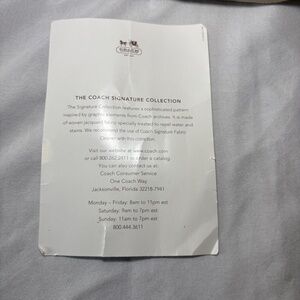 COACH
THE COACH SIGNATURE COLLECTION
The Signature Collection features a sophisticated pattern
inspired by graphic elements from Coach archives. It is made
of woven jacquard fabric specially treated to repel water and
stains. We recommend the use of Coach Signature Fabric
Cleaner with this collection.
Visit our website at www.coach.com
or call 800.262.2411 to order a catalog.
You can also contact us at:
Coach Consumer Service
One Coach Way
Jacksonville, Florida 32218-7941
Monday – Friday: 8am to 11pm est
Saturday: 9am to 7pm est
Sunday: 11am to 7pm est
800.444.3611